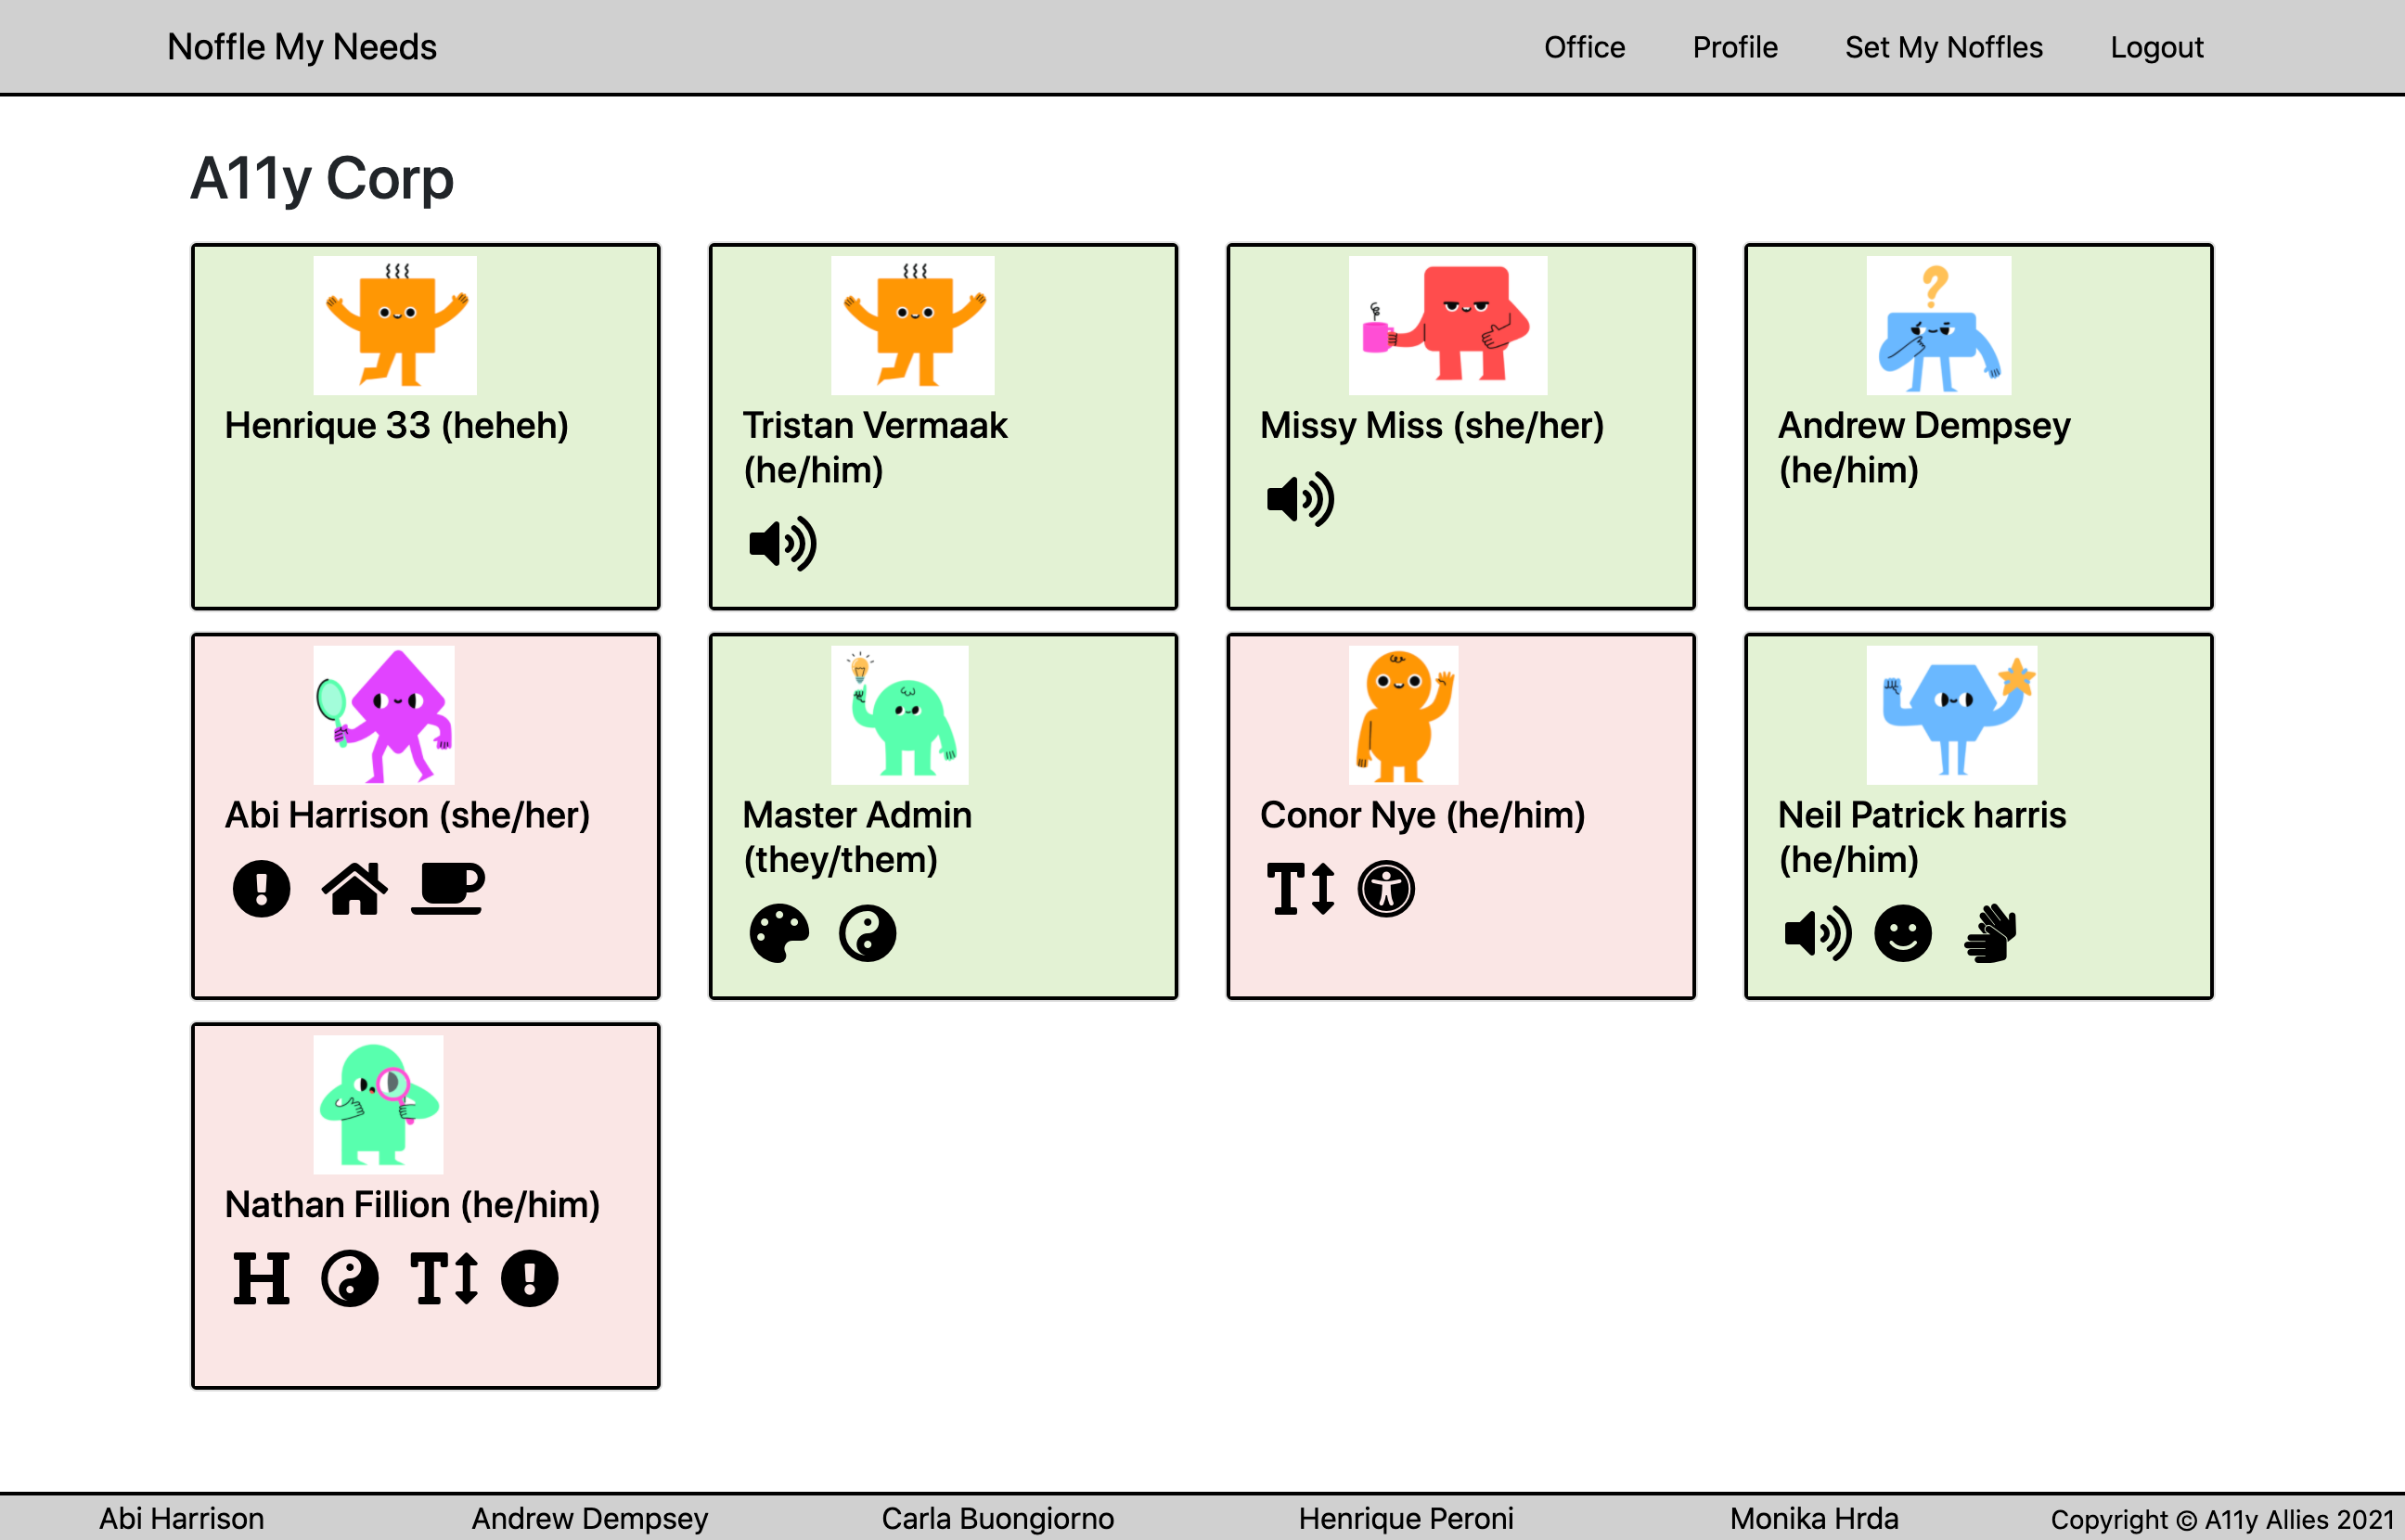 Noffle My Needs
Office
Profile
Set My Noffles
Logout
A11y Corp
Henrique 33 (heheh)
Tristan Vermaak
(he/him)
Missy Miss (she/her)
Andrew Dempsey
(he/him)
Abi Harrison (she/her)
Master Admin
(they/them)
Conor Nye (he/him)
Neil Patrick harris
(he/him)
Nathan Fillion (he/him)
Abi Harrison
Andrew Dempsey
Carla Buongiorno
Henrique Peroni
Monika Hrda
Copyright © A11y Allies 2021